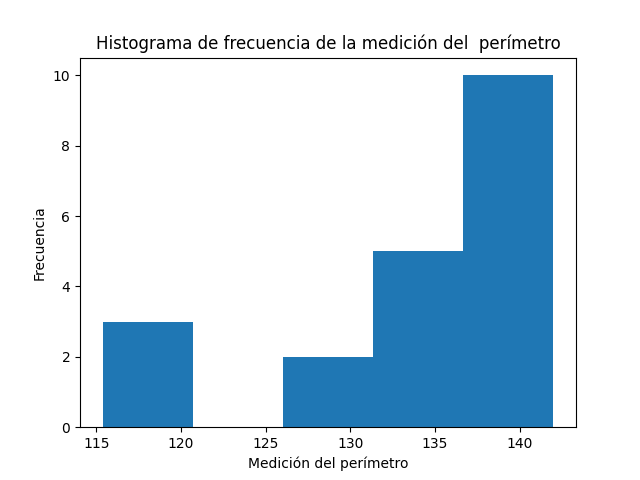 Histograma de frecuencia de la medición del  perímetro
10
8
6
4
2
0
Frecuencia
115 120 125 130 135 140
Medición del perímetro